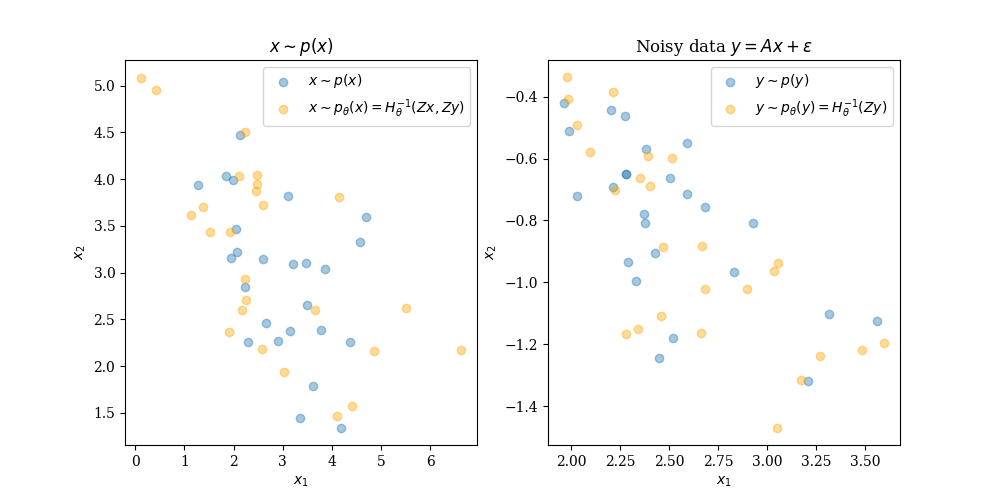 x ∼ p(x)
x ∼ p(x)
x ∼ p_θ(x) = H_θ^{-1}(Zx, Zy)
5.0
4.5
4.0
3.5
3.0
2.5
2.0
1.5
x_2
0 1 2 3 4 5 6
x_1
Noisy data y = Ax + ε
y ∼ p(y)
y ∼ p_θ(y) = H_θ^{-1}(Zy)
−0.4
−0.6
−0.8
−1.0
−1.2
−1.4
x_2
2.00 2.25 2.50 2.75 3.00 3.25 3.50
x_1